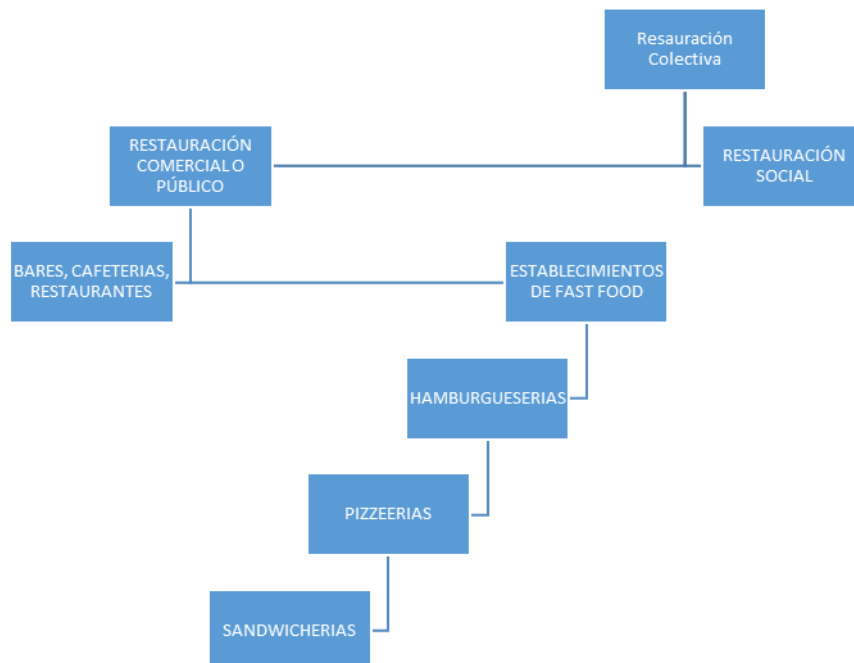 Resauración
Colectiva
RESTAURACIÓN
COMERCIAL O
PÚBLICO
RESTAURACIÓN
SOCIAL
BARES, CAFETERIAS,
RESTAURANTES
ESTABLECIMIENTOS
DE FAST FOOD
HAMBURGUESERIAS
PIZZEERIAS
SANDWICHERIAS